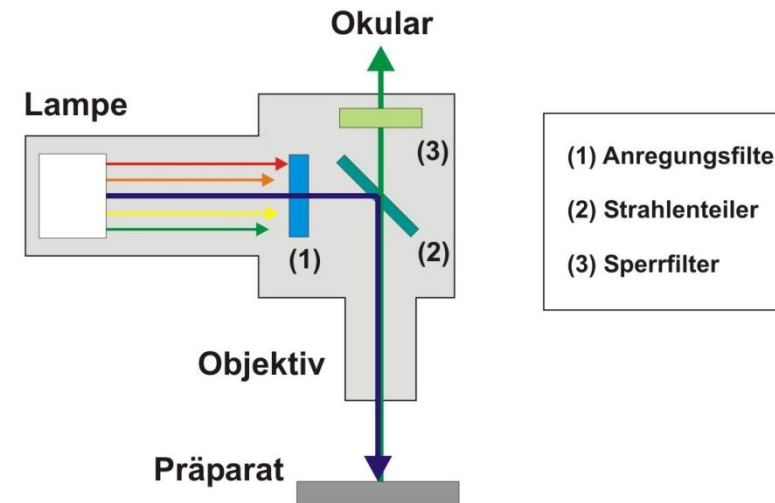 Okular
Lampe
(3)
(1) Anregungsfilte
(2) Strahlenteiler
(1)
(2)
(3) Sperrfilter
Objektiv
Präparat